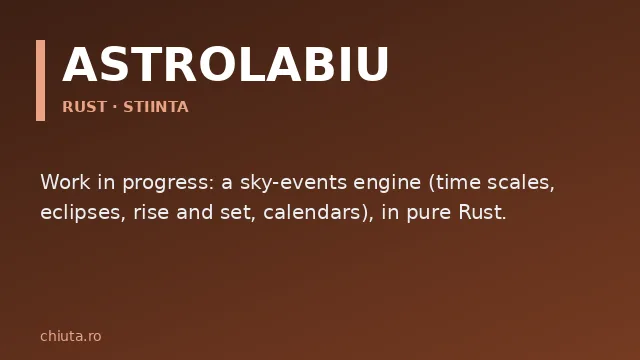 ASTROLABIU
RUST · STIINTA
Work in progress: a sky-events engine (time scales,
eclipses, rise and set, calendars), in pure Rust.
chiuta.ro